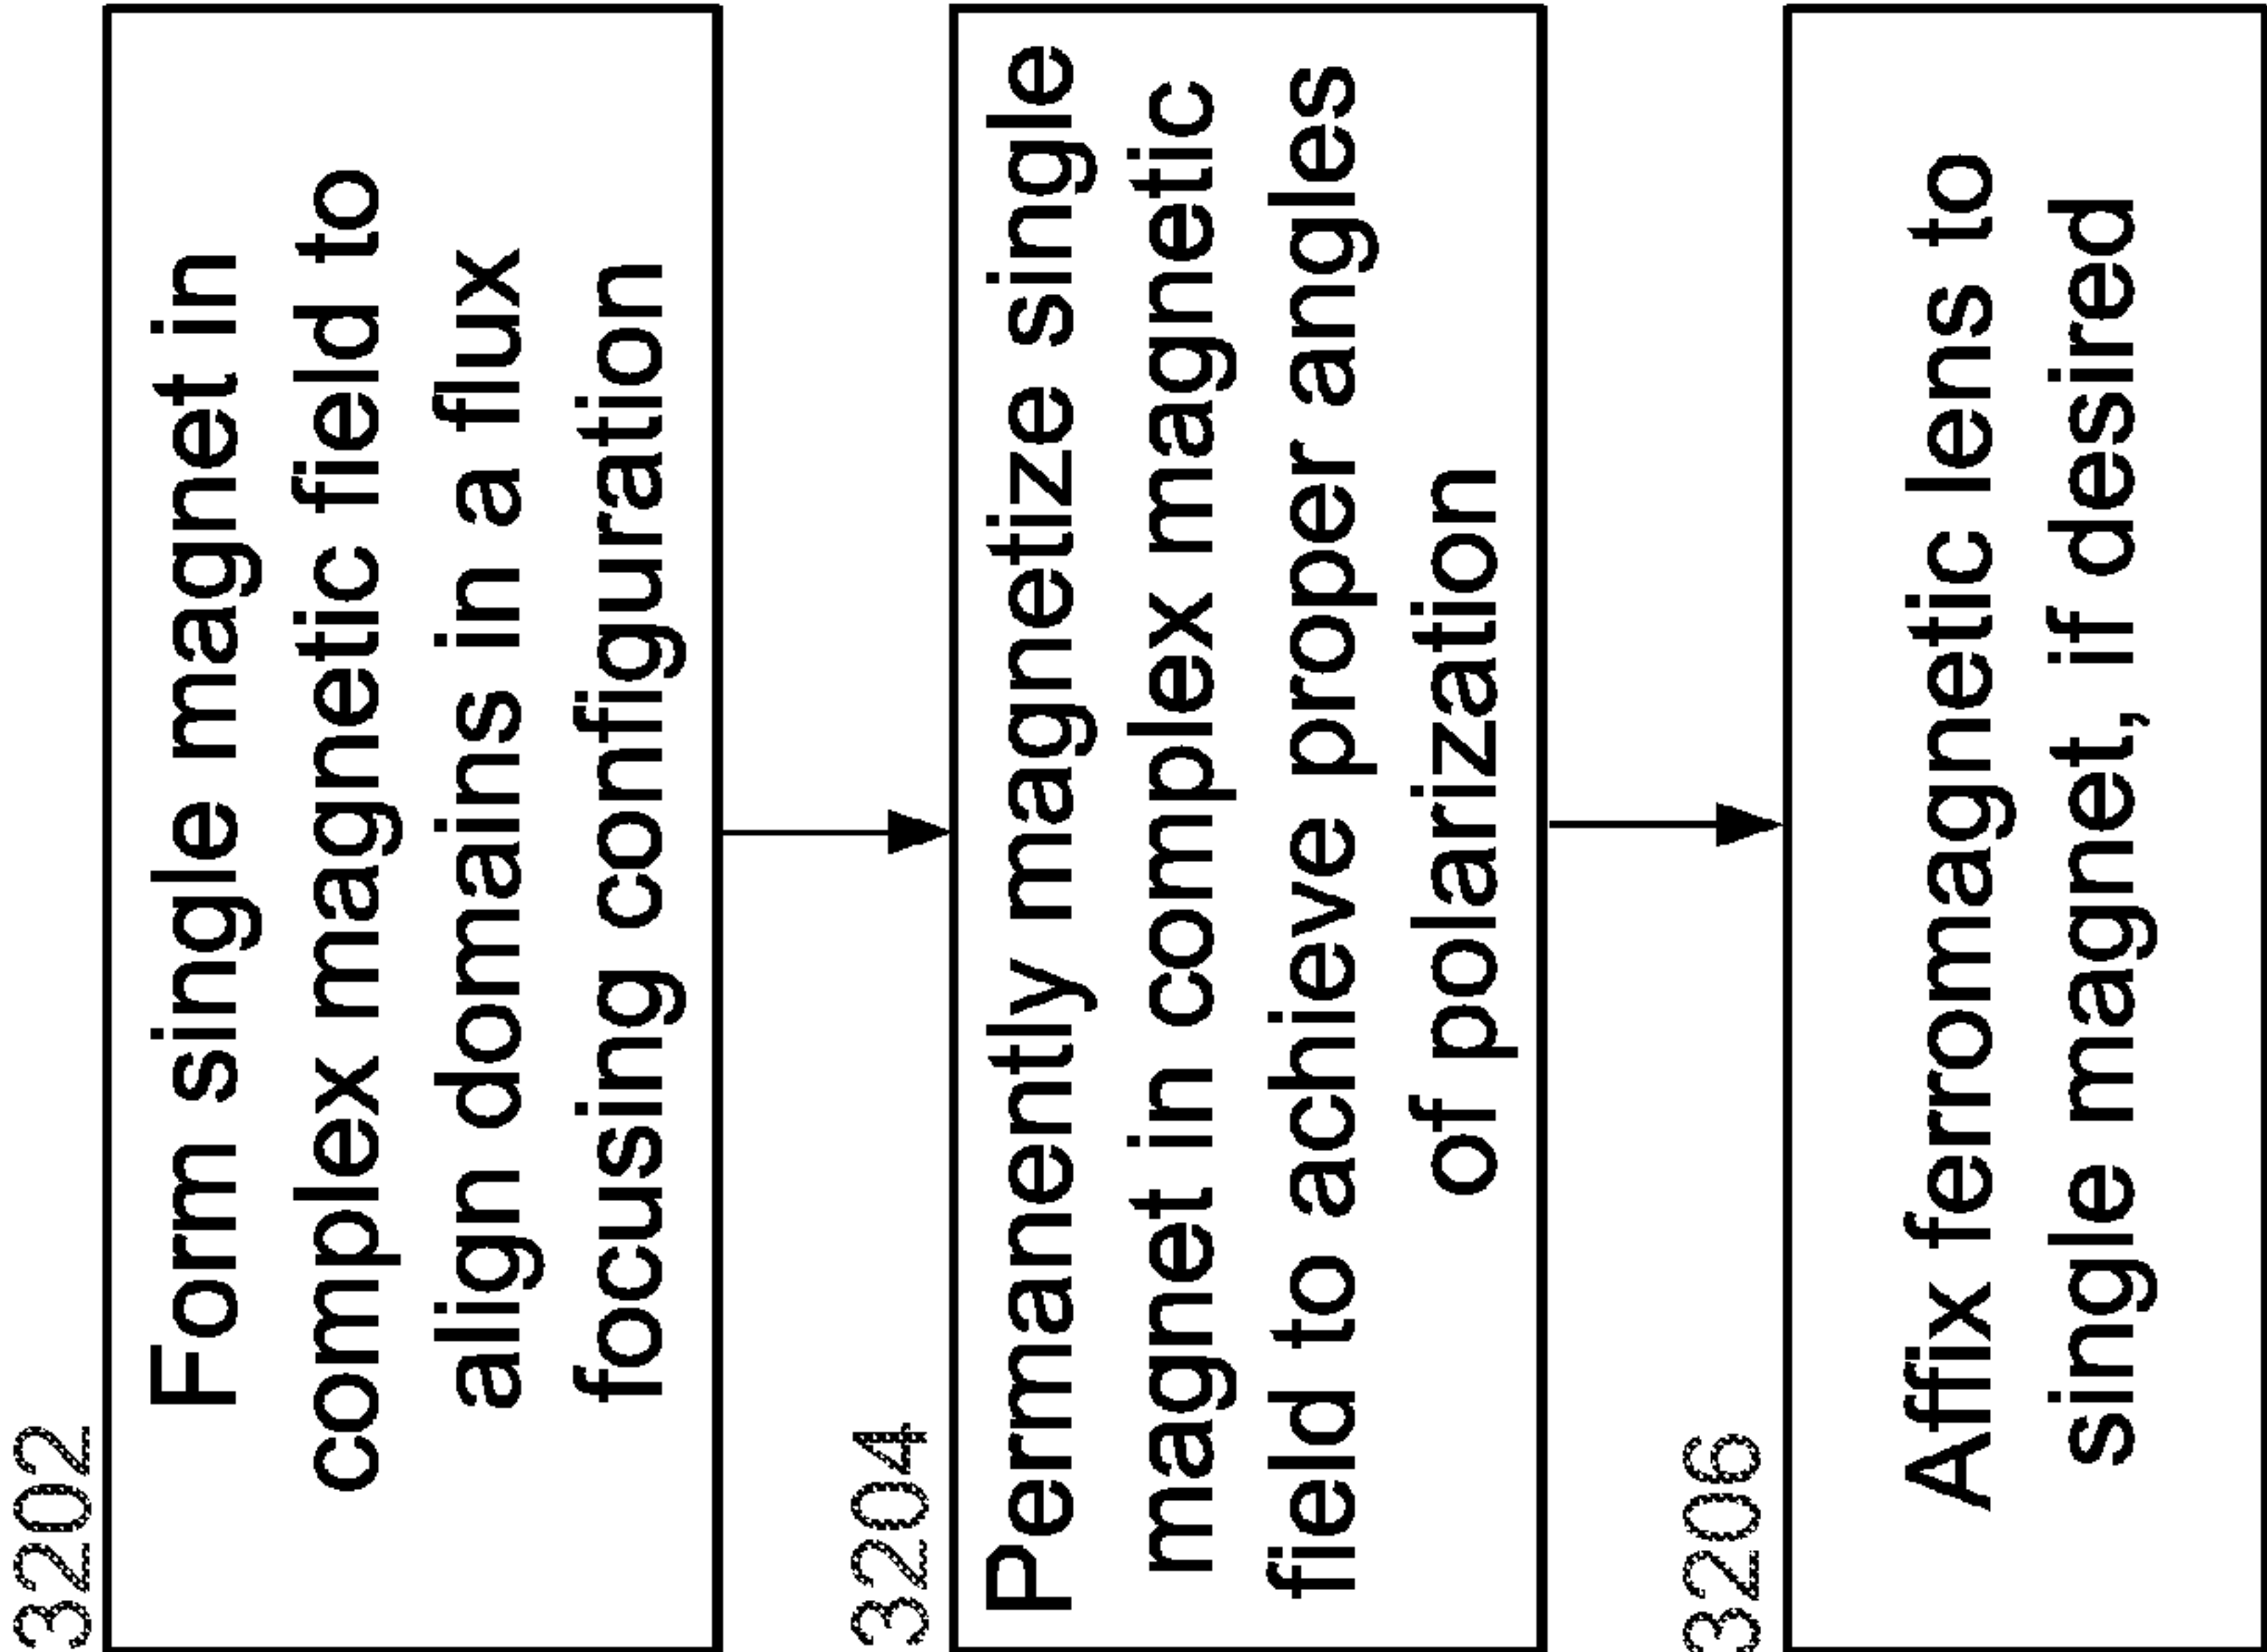 3202
Form single magnet in
complex magnetic field to
align domains in a flux
focusing configuration
3204
Permanently magnetize single
magnet in complex magnetic
field to achieve proper angles
of polarization
3206
Affix ferromagnetic lens to
single magnet, if desired